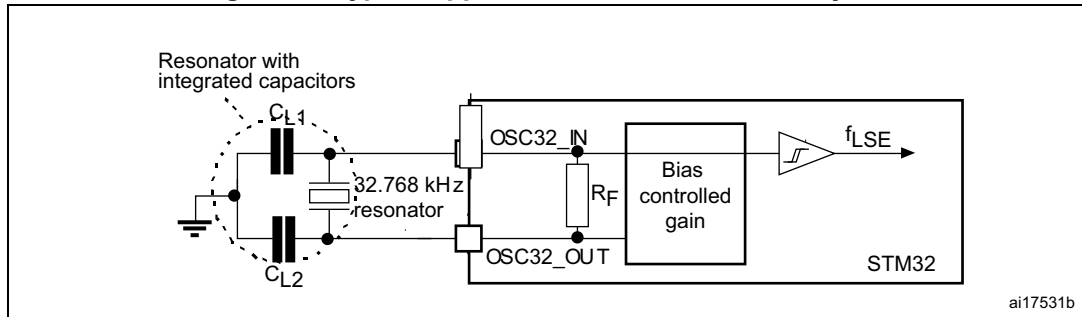 Resonator with
integrated capacitors
CL1
OSC32_IN
fLSE
32.768 kHz
resonator
RF
Bias
controlled
gain
OSC32_OUT
CL2
STM32
ai17531b